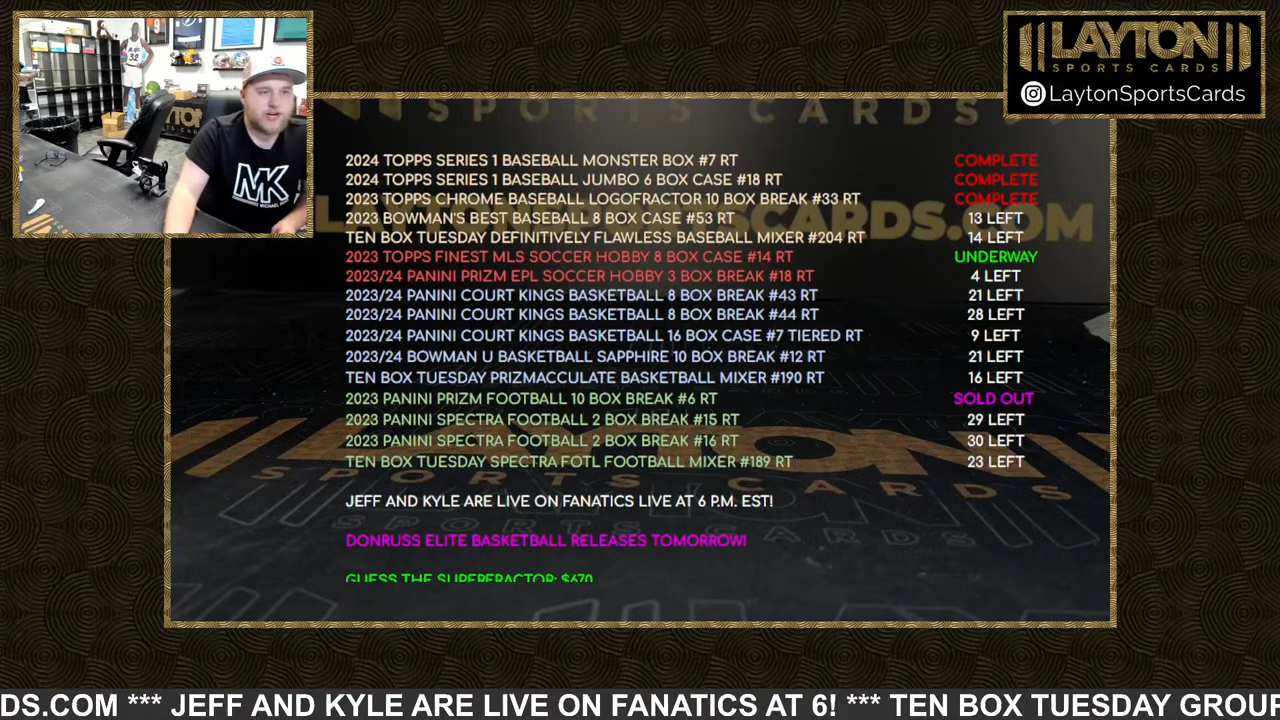 LAYTON
SPORTS CARDS
LaytonSportsCards
SPORTS CARDS
2024 TOPPS SERIES 1 BASEBALL MONSTER BOX #7 RT COMPLETE
2024 TOPPS SERIES 1 BASEBALL JUMBO 6 BOX CASE #18 RT COMPLETE
2023 TOPPS CHROME BASEBALL LOGOFRACTOR 10 BOX BREAK #33 RT COMPLETE
2023 BOWMAN'S BEST BASEBALL 8 BOX CASE #53 RT 13 LEFT
TEN BOX TUESDAY DEFINITIVELY FLAWLESS BASEBALL MIXER #204 RT 14 LEFT
2023 TOPPS FINEST MLS SOCCER HOBBY 8 BOX CASE #14 RT UNDERWAY
2023/24 PANINI PRIZM EPL SOCCER HOBBY 3 BOX BREAK #18 RT 4 LEFT
2023/24 PANINI COURT KINGS BASKETBALL 8 BOX BREAK #43 RT 21 LEFT
2023/24 PANINI COURT KINGS BASKETBALL 8 BOX BREAK #44 RT 28 LEFT
2023/24 PANINI COURT KINGS BASKETBALL 16 BOX CASE #7 TIERED RT 9 LEFT
2023/24 BOWMAN U BASKETBALL SAPPHIRE 10 BOX BREAK #12 RT 21 LEFT
TEN BOX TUESDAY PRIZMACCULATE BASKETBALL MIXER #190 RT 16 LEFT
2023 PANINI PRIZM FOOTBALL 10 BOX BREAK #6 RT SOLD OUT
2023 PANINI SPECTRA FOOTBALL 2 BOX BREAK #15 RT 29 LEFT
2023 PANINI SPECTRA FOOTBALL 2 BOX BREAK #16 RT 30 LEFT
TEN BOX TUESDAY SPECTRA FOTL FOOTBALL MIXER #189 RT 23 LEFT
LAYTON
SPORTS CARDS
JEFF AND KYLE ARE LIVE ON FANATICS LIVE AT 6 P.M. EST!
DONRUSS ELITE BASKETBALL RELEASES TOMORROW!
GUESS THE SUPERFRACTOR: $670
MK
32
DS.COM *** JEFF AND KYLE ARE LIVE ON FANATICS AT 6! *** TEN BOX TUESDAY GROUP